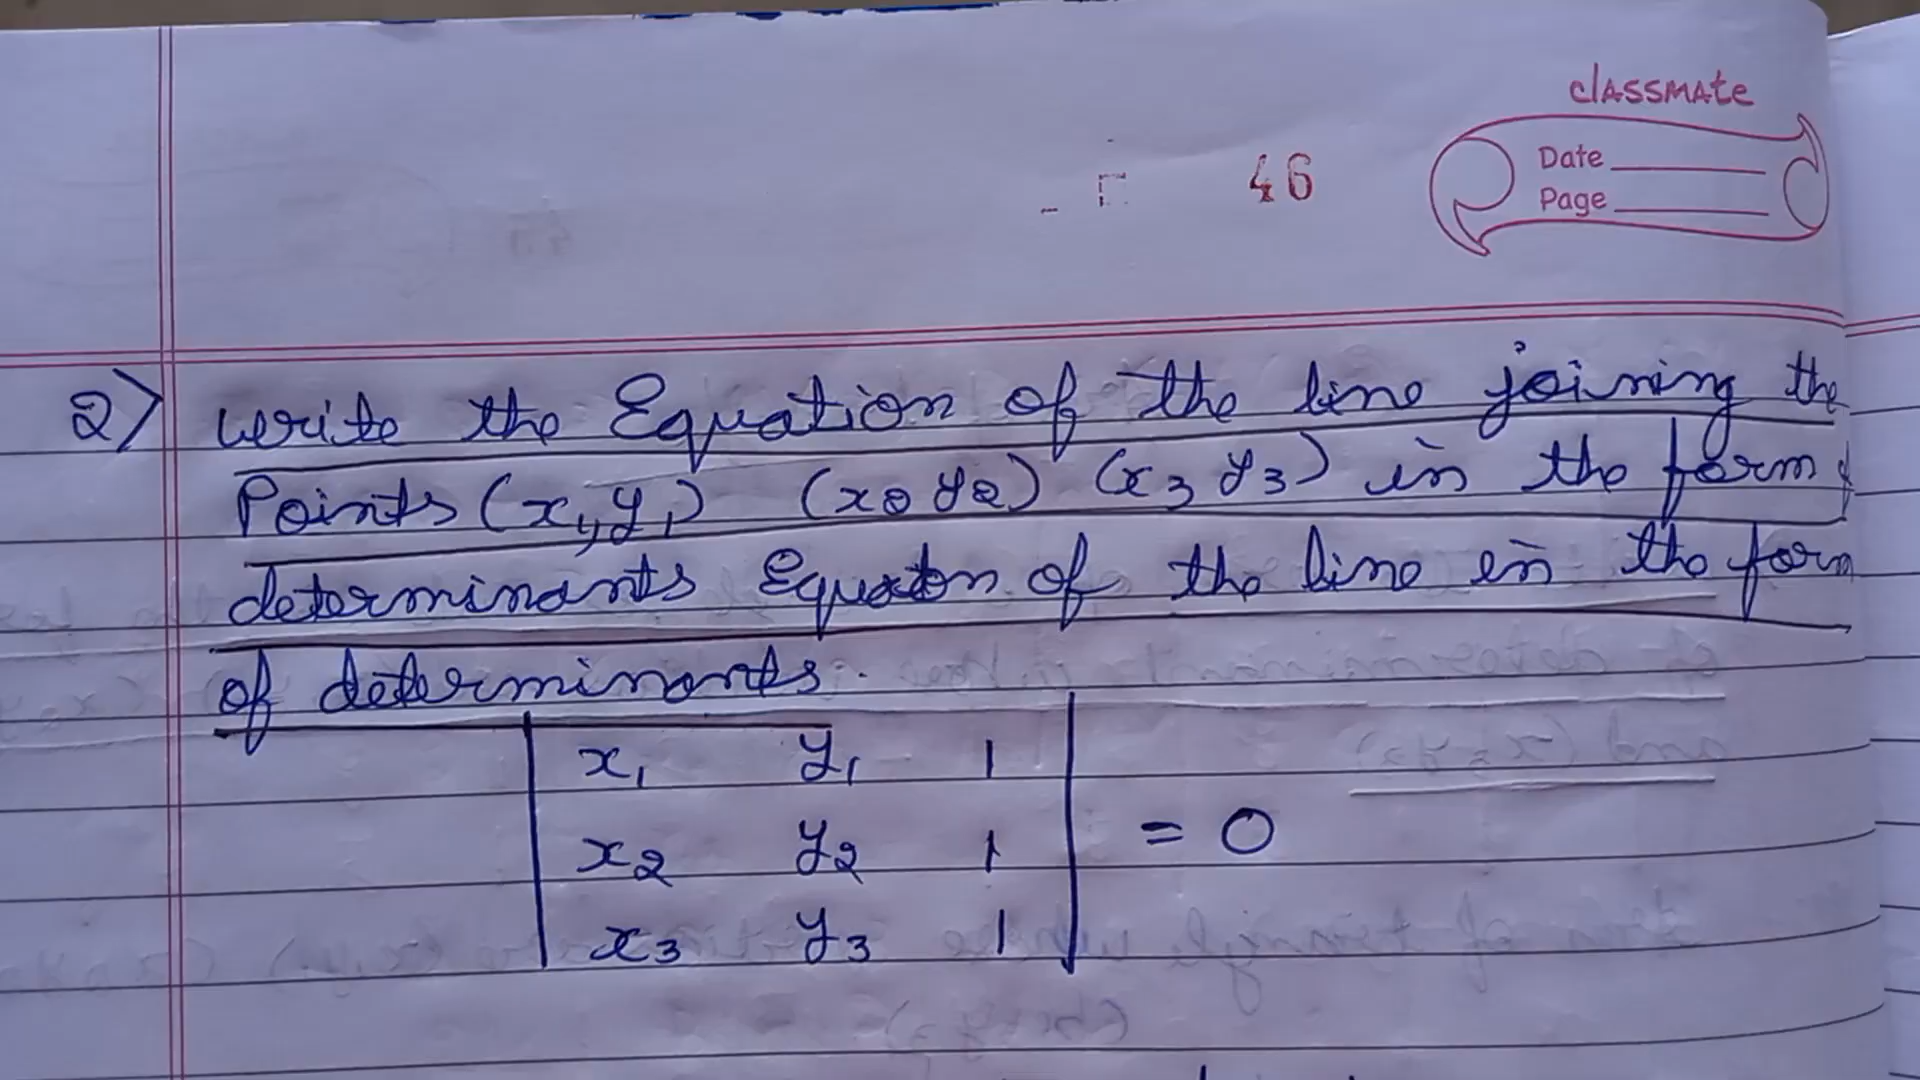 classmate
Date
Page
46
2) write the Equation of the line joining the
Points (x1, y1) (x2 y2) (x3 y3) in the form of
determinants Equaton of the line in the form
of determinants.
x1 y1 1
x2 y2 1 = 0
x3 y3 1